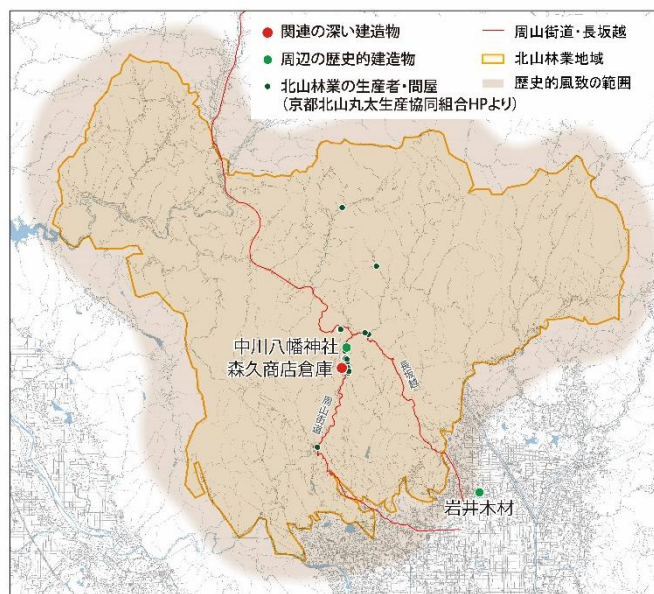 関連の深い建造物
周辺の歴史的建造物
北山林業の生産者・問屋
（京都北山丸太生産協同組合HPより）
周山街道・長坂越
北山林業地域
歴史的風致の範囲
中川八幡神社
森久商店倉庫
長坂越
周山街道
岩井木材